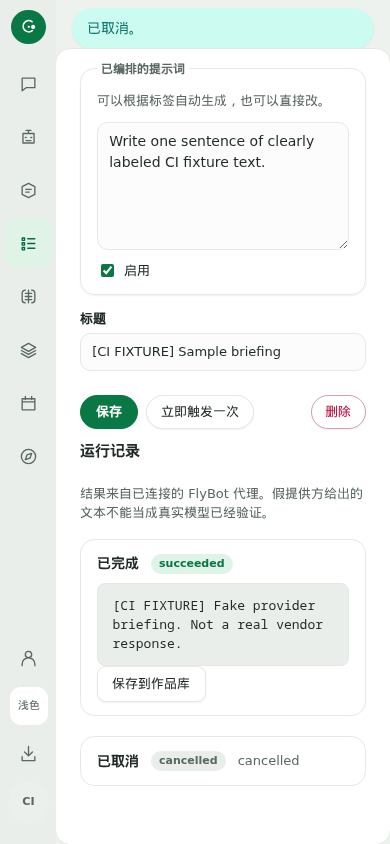 已取消。
已编排的提示词
可以根据标签自动生成，也可以直接改。
Write one sentence of clearly
labeled CI fixture text.
启用
标题
[CI FIXTURE] Sample briefing
保存
立即触发一次
删除
运行记录
结果来自已连接的 FlyBot 代理。假提供方给出的
文本不能当成真实模型已经验证。
已完成 succeeded
[CI FIXTURE] Fake provider
briefing. Not a real vendor
response.
保存到作品库
已取消 cancelled cancelled
浅色
CI